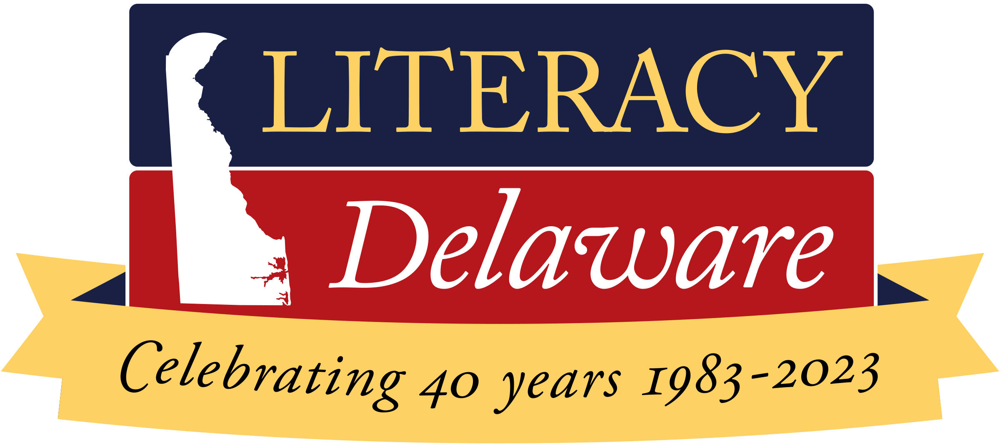 LITERACY
Delaware
Celebrating 40 years 1983-2023